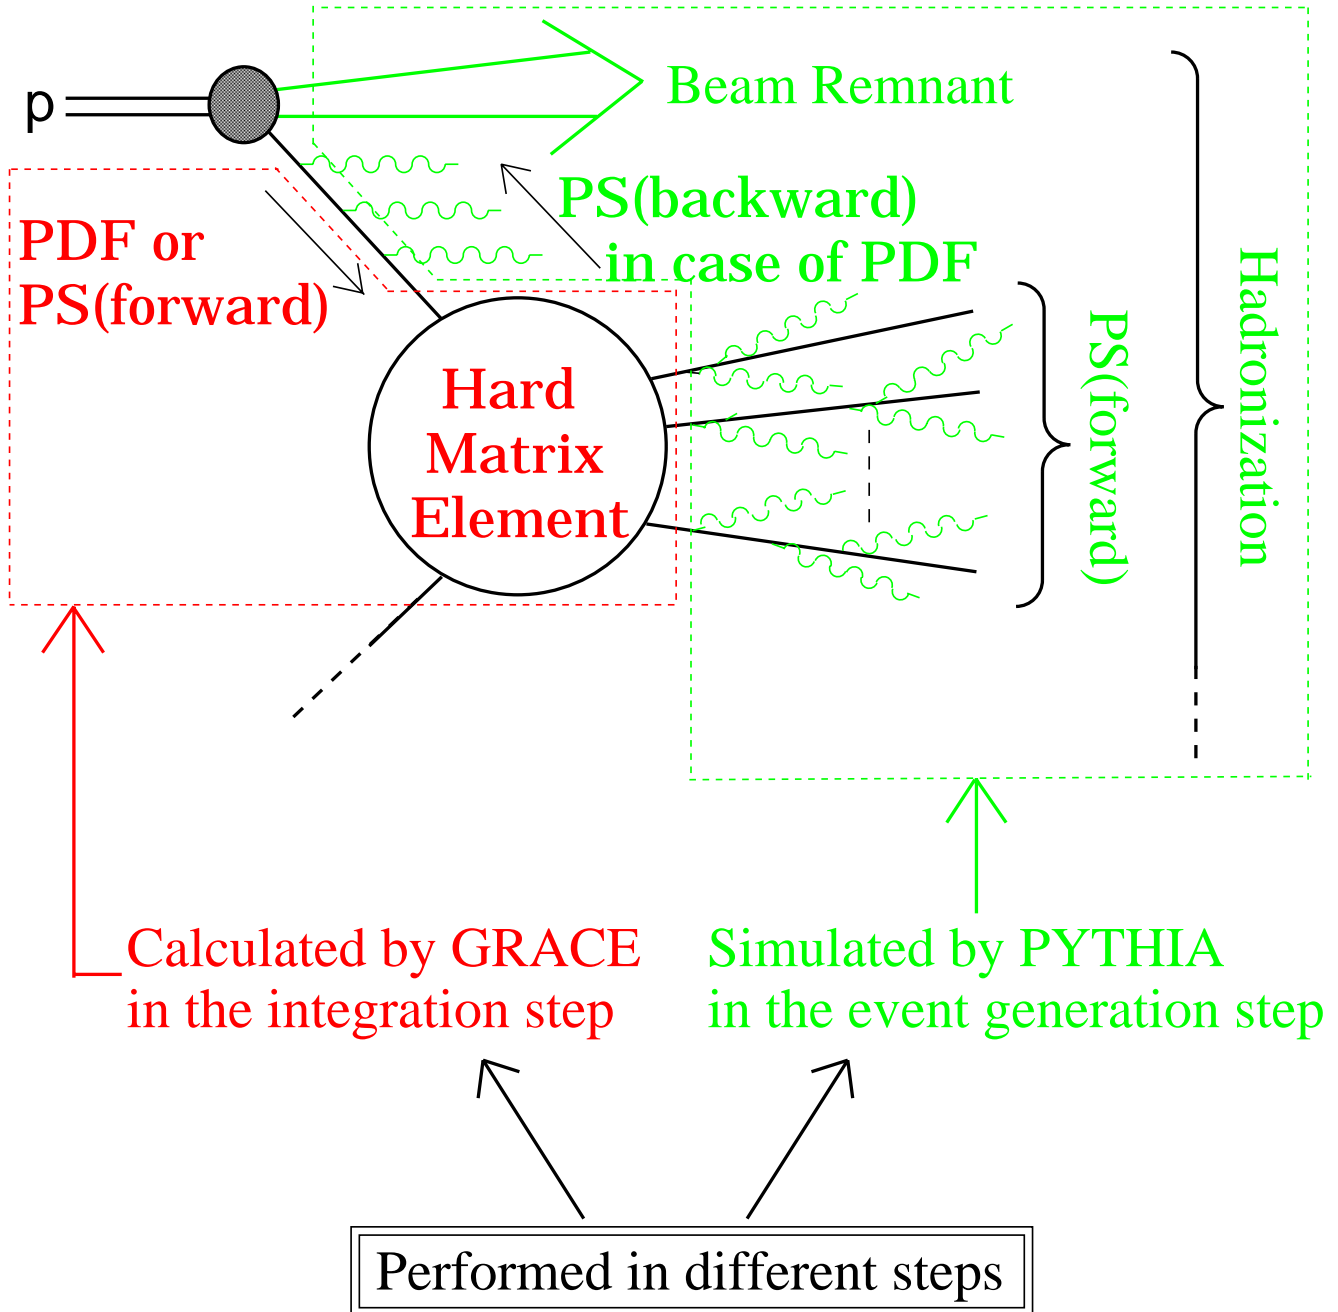 Beam Remnant
p
PS(backward)
in case of PDF
PDF or
PS(forward)
Hard
Matrix
Element
PS(forward)
Hadronization
Calculated by GRACE
in the integration step
Simulated by PYTHIA
in the event generation step
Performed in different steps